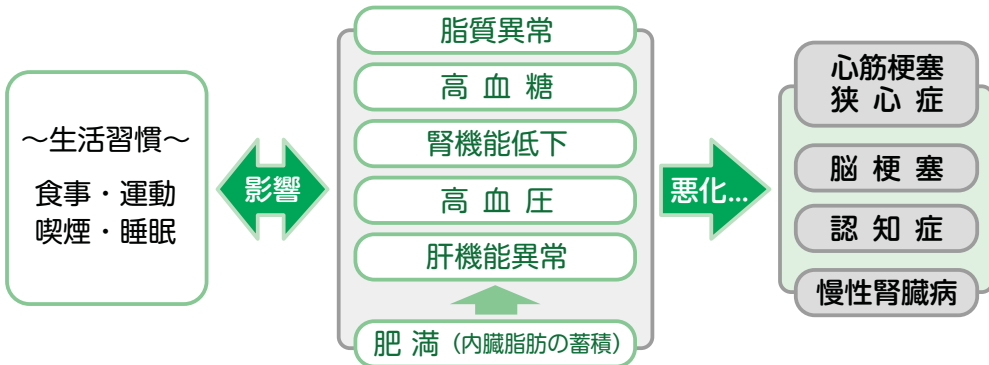 ～生活習慣～
食事・運動
喫煙・睡眠
影響
脂質異常
高血糖
腎機能低下
高血圧
肝機能異常
肥満（内臓脂肪の蓄積）
悪化...
心筋梗塞
狭心症
脳梗塞
認知症
慢性腎臓病